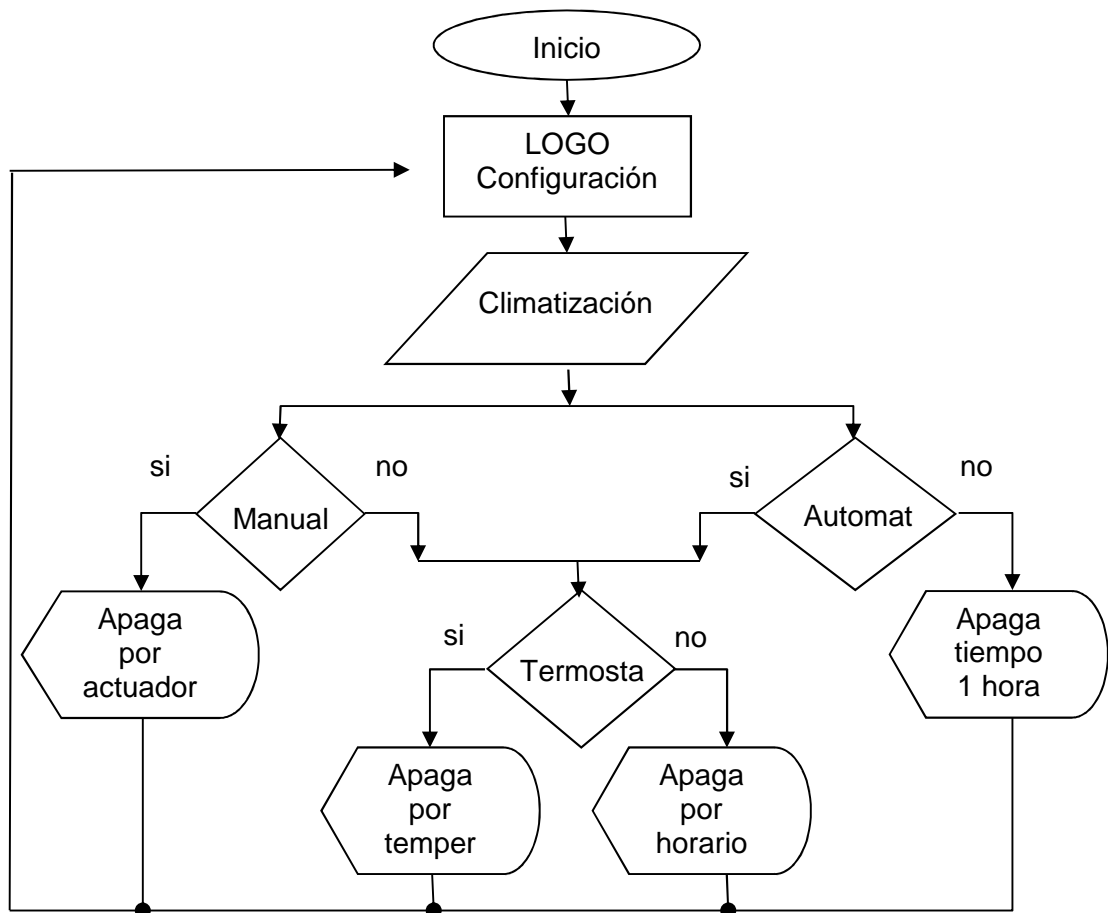 Inicio
LOGO
Configuración
Climatización
si
no
si
no
Manual
Automat
Apaga
por
actuador
si
no
Termosta
Apaga
tiempo
1 hora
Apaga
por
temper
Apaga
por
horario